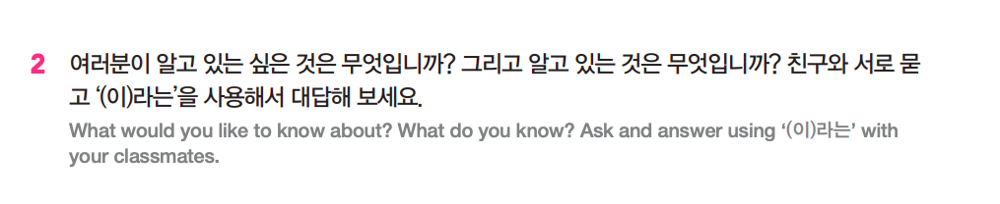 2 여러분이 알고 있는 싶은 것은 무엇입니까? 그리고 알고 있는 것은 무엇입니까? 친구와 서로 묻
고 ‘(이)라는’을 사용해서 대답해 보세요.
What would you like to know about? What do you know? Ask and answer using ‘(이)라는’ with
your classmates.